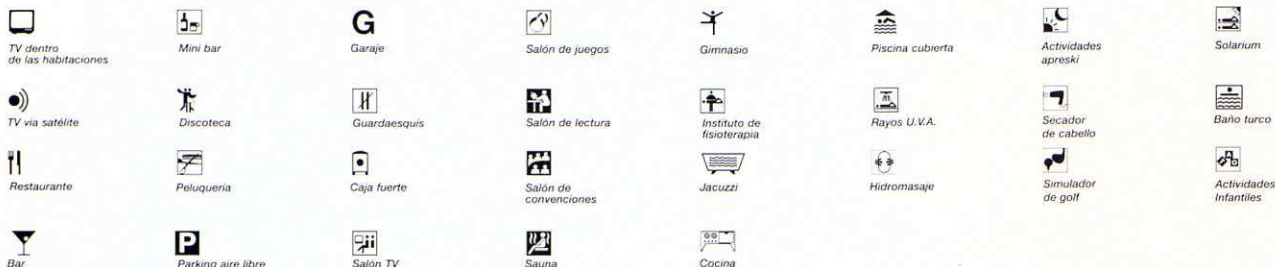 TV dentro
de las habitaciones
Mini bar
G
Garaje
Salón de juegos
Gimnasio
Piscina cubierta
Actividades
apreski
Solarium
TV via satélite
Discoteca
Guardaesquis
Salón de lectura
Instituto de
fisioterapia
Rayos U.V.A.
Secador
de cabello
Baño turco
Restaurante
Peluquería
Caja fuerte
Salón de
convenciones
Jacuzzi
Hidromasaje
Simulador
de golf
Actividades
Infantiles
Bar
P
Parking aire libre
Salón TV
Sauna
Cocina